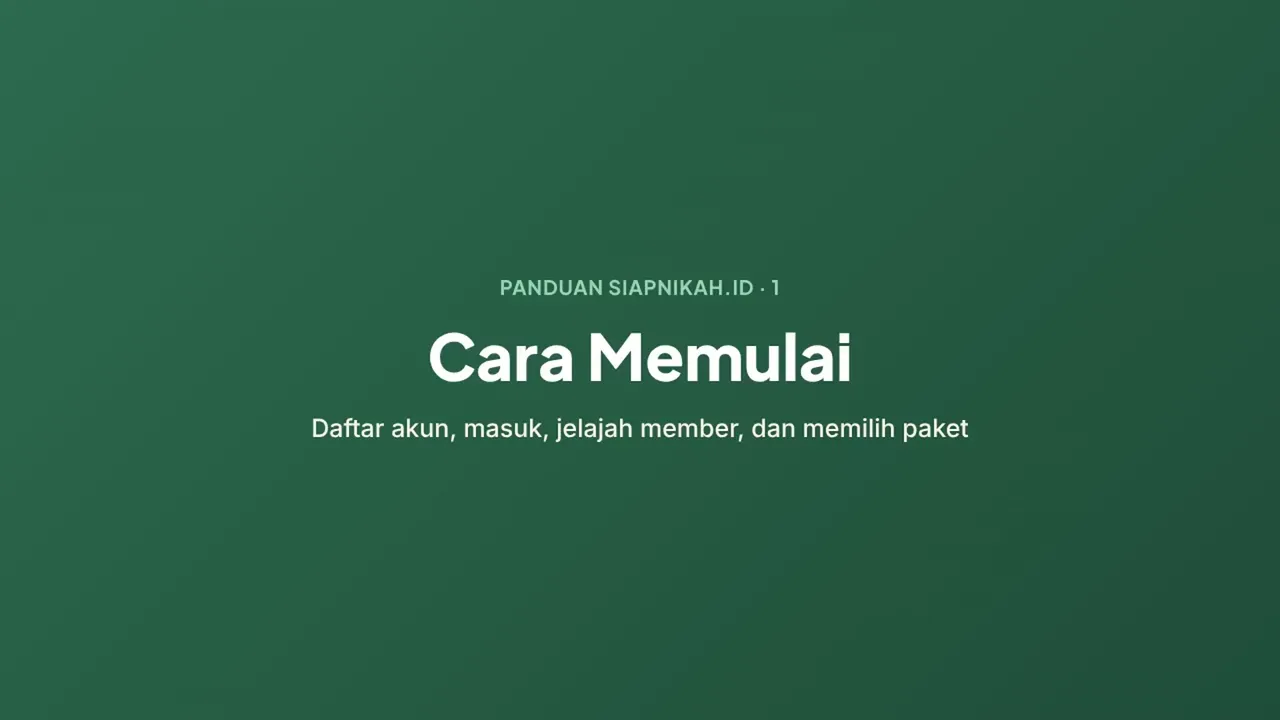 PANDUAN SIAPNIKAH.ID · 1
Cara Memulai
Daftar akun, masuk, jelajah member, dan memilih paket